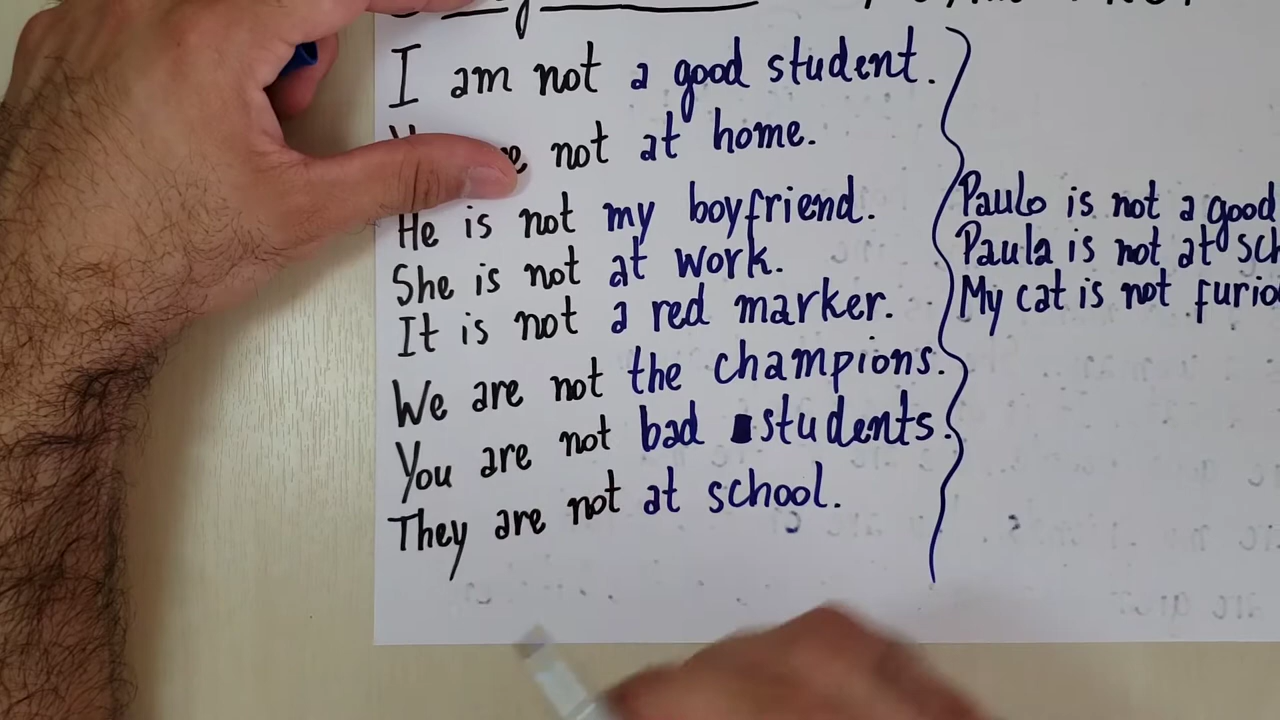 I am not a good student.
not at home.
He is not my boyfriend.
She is not at work.
It is not a red marker.
We are not the champions.
You are not bad students.
They are not at school.
Paulo is not a good
Paula is not at
My cat is not